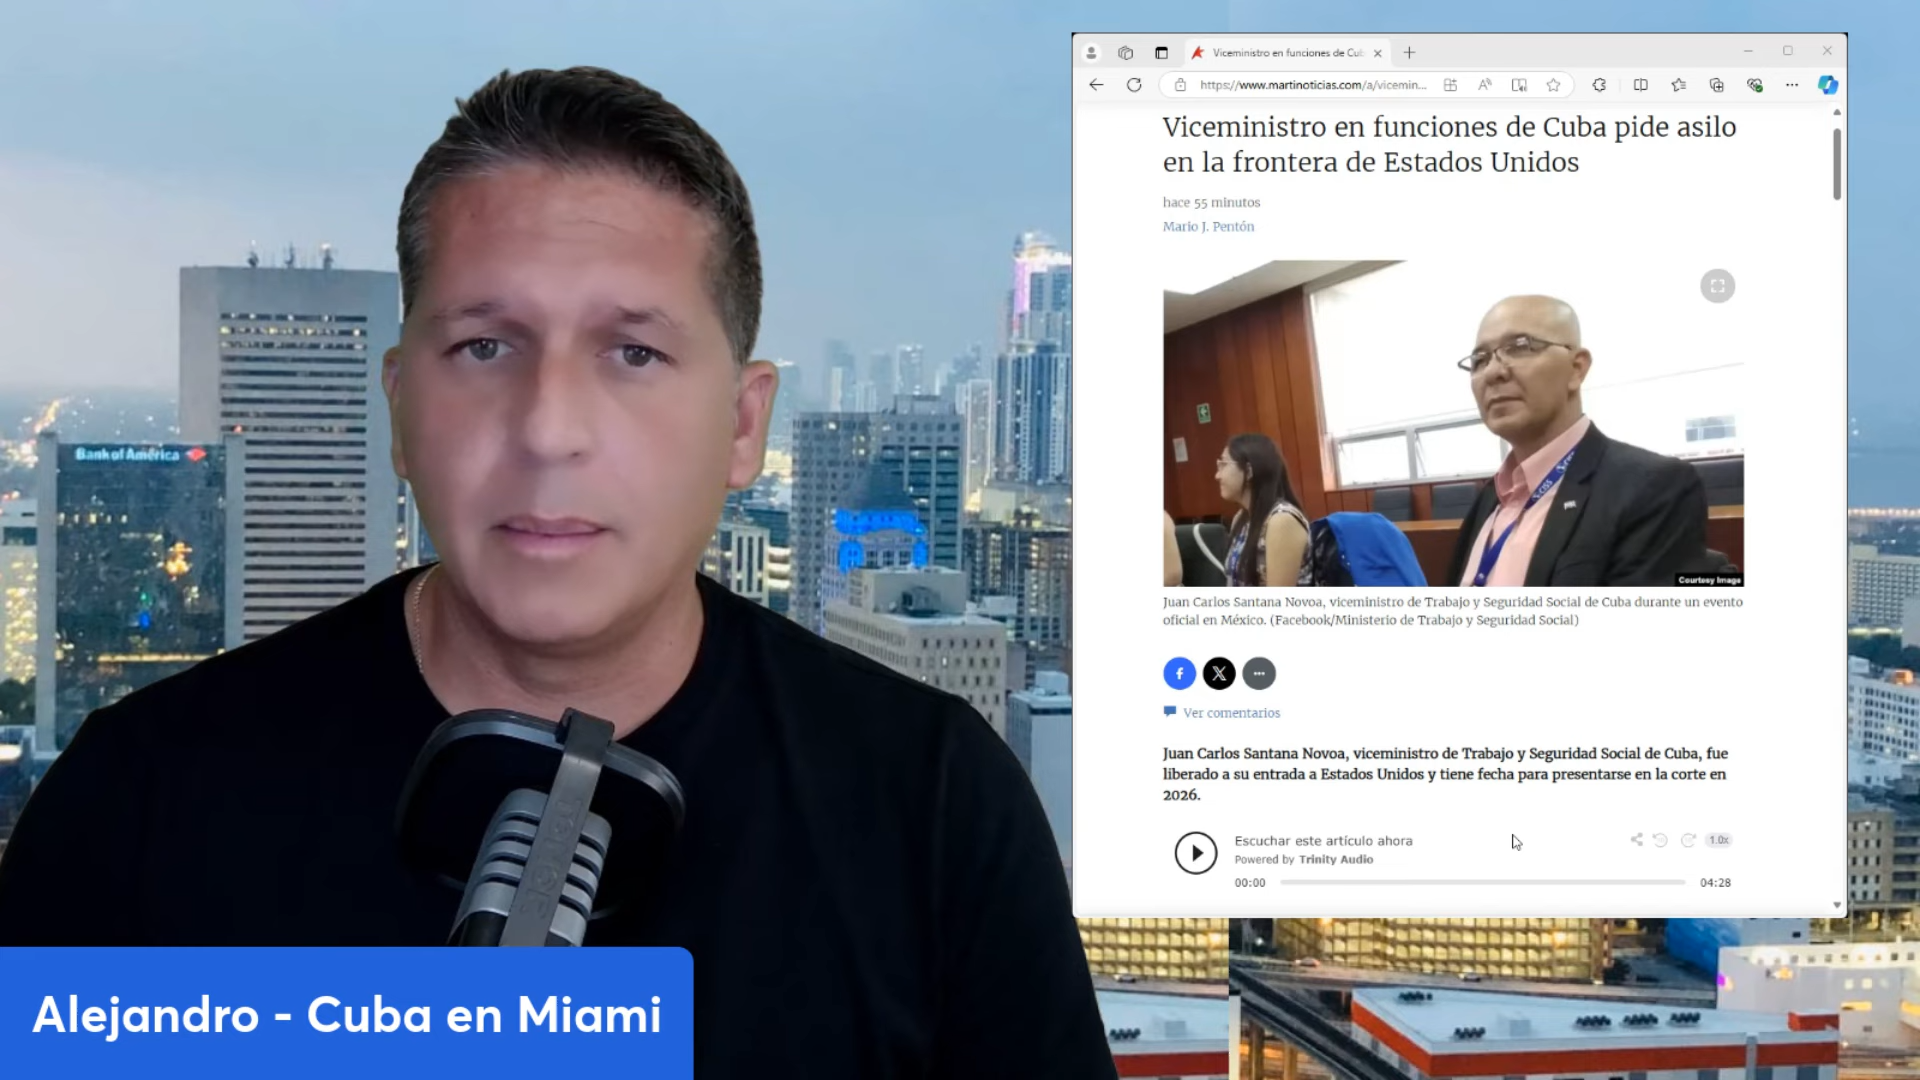 Viceministro en funciones de Cub
https://www.martinoticias.com/a/vicemin...
Viceministro en funciones de Cuba pide asilo
en la frontera de Estados Unidos
hace 55 minutos
Mario J. Pentón
Courtesy Image
Juan Carlos Santana Novoa, viceministro de Trabajo y Seguridad Social de Cuba durante un evento
oficial en México. (Facebook/Ministerio de Trabajo y Seguridad Social)
Ver comentarios
Juan Carlos Santana Novoa, viceministro de Trabajo y Seguridad Social de Cuba, fue
liberado a su entrada a Estados Unidos y tiene fecha para presentarse en la corte en
2026.
Escuchar este artículo ahora
1.0x
Powered by Trinity Audio
00:00
04:28
Bank of America
Alejandro - Cuba en Miami